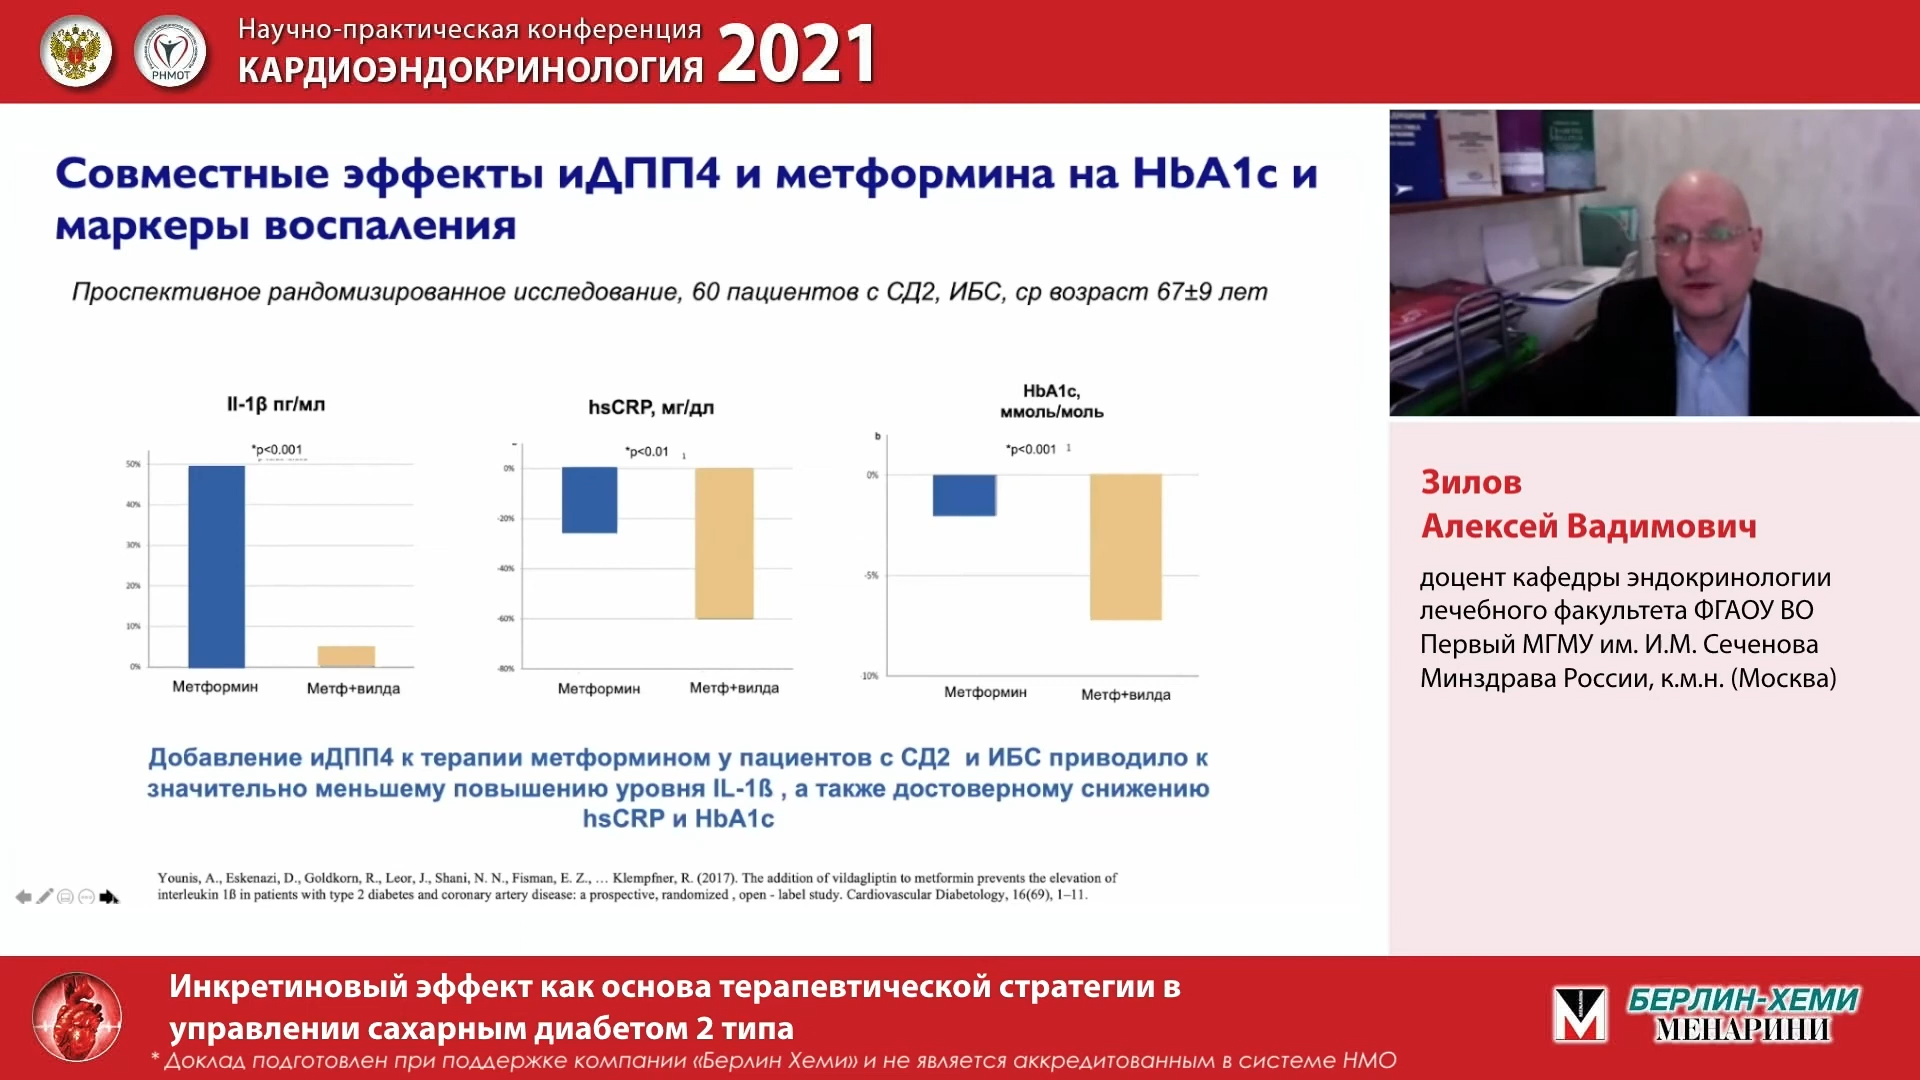 Научно-практическая конференция
КАРДИОЭНДОКРИНОЛОГИЯ 2021
РНМОТ
Совместные эффекты иДПП4 и метформина на HbA1c и
маркеры воспаления
Проспективное рандомизированное исследование, 60 пациентов с СД2, ИБС, ср возраст 67±9 лет
Il-1β пг/мл
*p<0.001
50%
40%
30%
20%
10%
0%
Метформин
Метф+вилда
hsCRP, мг/дл
*p<0.01 1
0%
-20%
-40%
-60%
-80%
Метформин
Метф+вилда
HbA1c,
ммоль/моль
b
*p<0.001 1
0%
-5%
10%
Метформин
Метф+вилда
Добавление иДПП4 к терапии метформином у пациентов с СД2 и ИБС приводило к
значительно меньшему повышению уровня IL-1ß , а также достоверному снижению
hsCRP и HbA1c
Younis, A., Eskenazi, D., Goldkorn, R., Leor, J., Shani, N. N., Fisman, E. Z., … Klempfner, R. (2017). The addition of vildagliptin to metformin prevents the elevation of
interleukin 1ß in patients with type 2 diabetes and coronary artery disease: a prospective, randomized , open - label study. Cardiovascular Diabetology, 16(69), 1–11.
Зилов
Алексей Вадимович
доцент кафедры эндокринологии
лечебного факультета ФГАОУ ВО
Первый МГМУ им. И.М. Сеченова
Минздрава России, к.м.н. (Москва)
Инкретиновый эффект как основа терапевтической стратегии в
управлении сахарным диабетом 2 типа
* Доклад подготовлен при поддержке компании «Берлин Хеми» и не является аккредитованным в системе НМО
БЕРЛИН-ХЕМИ
МЕНАРИНИ